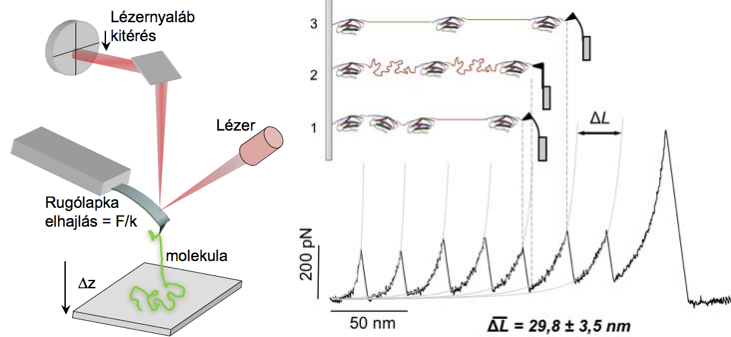 Lézernyaláb
kitérés
Lézer
Rugólapka
elhajlás = F/k
molekula
Δz
3
2
1
ΔL
200 pN
50 nm
ΔL̅ = 29,8 ± 3,5 nm